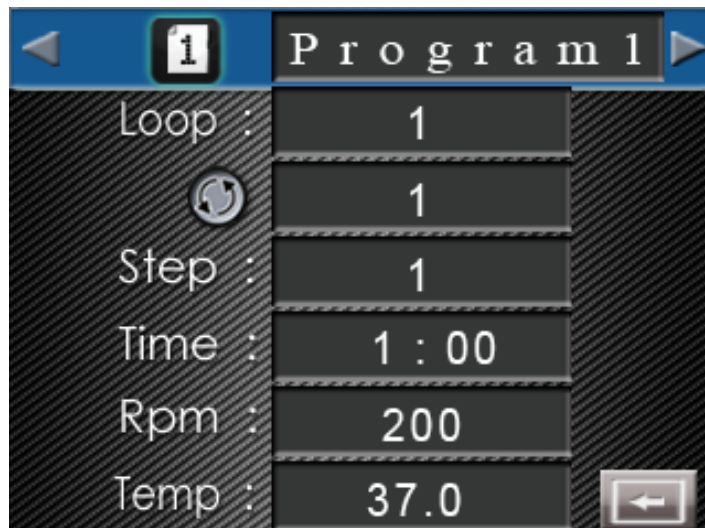 1 Program1
Loop : 1
1
Step : 1
Time : 1 : 00
Rpm : 200
Temp : 37.0